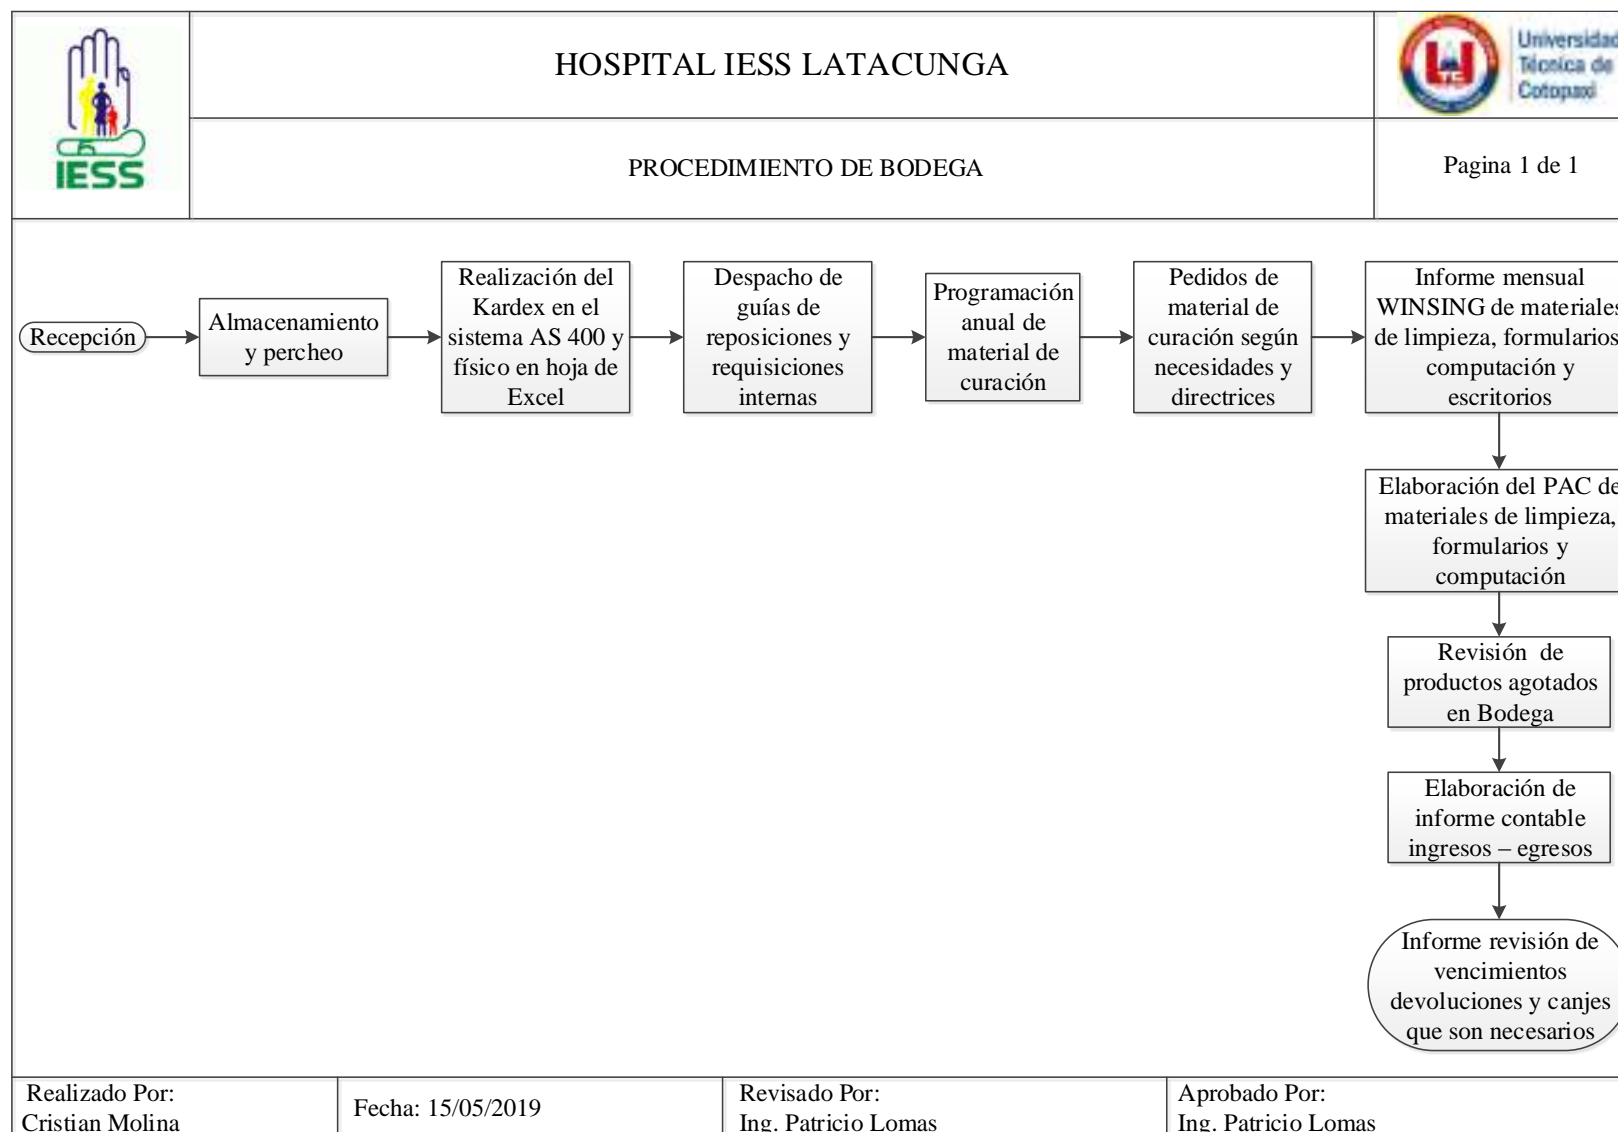 IESS
HOSPITAL IESS LATACUNGA
Universidad
Técnica de
Cotopaxi
PROCEDIMIENTO DE BODEGA
Pagina 1 de 1
Recepción
Almacenamiento
y percheo
Realización del
Kardex en el
sistema AS 400 y
físico en hoja de
Excel
Despacho de
guías de
reposiciones y
requisiciones
internas
Programación
anual de
material de
curación
Pedidos de
material de
curación según
necesidades y
directrices
Informe mensual
WINSING de materiales
de limpieza, formularios
computación y
escritorios
Elaboración del PAC de
materiales de limpieza,
formularios y
computación
Revisión de
productos agotados
en Bodega
Elaboración de
informe contable
ingresos – egresos
Informe revisión de
vencimientos
devoluciones y canjes
que son necesarios
Realizado Por:
Cristian Molina
Fecha: 15/05/2019
Revisado Por:
Ing. Patricio Lomas
Aprobado Por:
Ing. Patricio Lomas